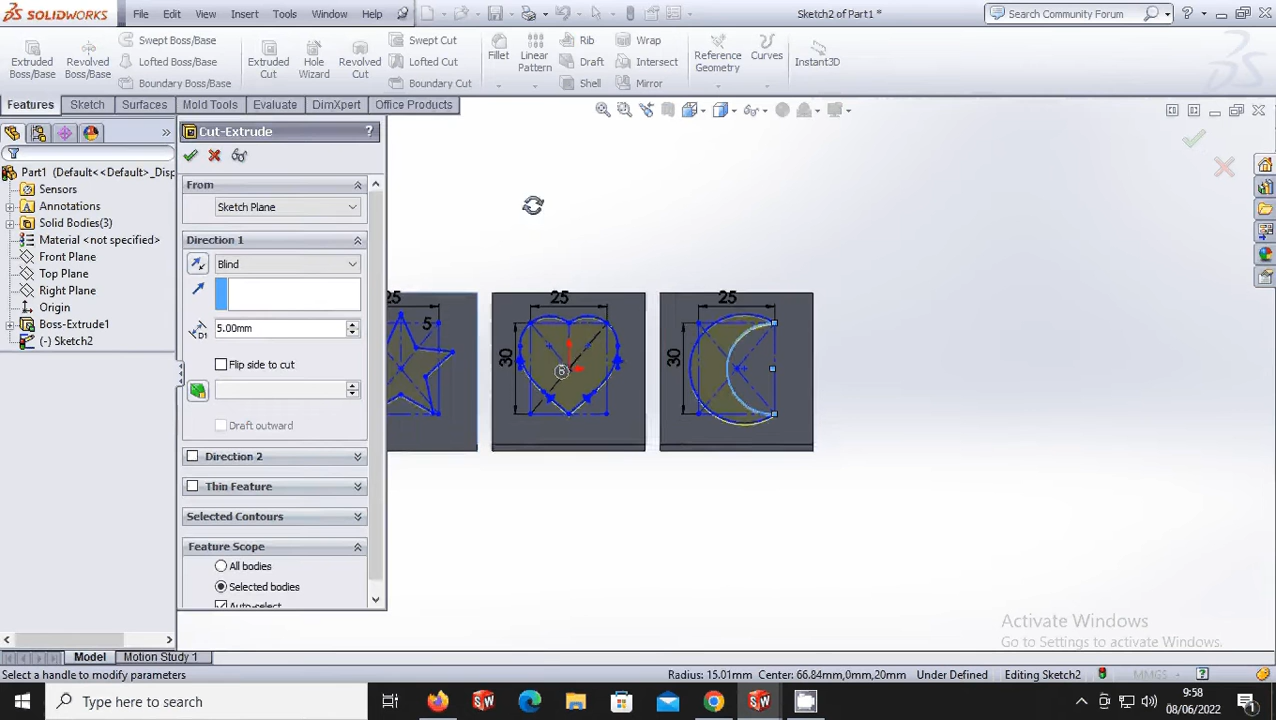 SOLIDWORKS File Edit View Insert Tools Window Help Sketch2 of Part1 * Search Community Forum ?
Extruded Boss/Base Revolved Boss/Base Swept Boss/Base Lofted Boss/Base Boundary Boss/Base Extruded Cut Hole Wizard Revolved Cut Swept Cut Lofted Cut Boundary Cut Fillet Linear Pattern Rib Draft Shell Wrap Intersect Mirror Reference Geometry Curves Instant3D
Features Sketch Surfaces Mold Tools Evaluate DimXpert Office Products
Part1 (Default<<Default>_Disp
Sensors
Annotations
Solid Bodies(3)
Material <not specified>
Front Plane
Top Plane
Right Plane
Origin
Boss-Extrude1
(-) Sketch2
Cut-Extrude ?
From
Sketch Plane
Direction 1
Blind
D1 5.00mm
Flip side to cut
Draft outward
Direction 2
Thin Feature
Selected Contours
Feature Scope
All bodies
Selected bodies
Auto-select
25 25 25
5
30 30
Activate Windows
Go to Settings to activate Windows.
Model Motion Study 1
Select a handle to modify parameters Radius: 15.01mm Center: 66.84mm,0mm,20mm Under Defined Editing Sketch2 MMGS ?
Type here to search
9:58
08/06/2022
1